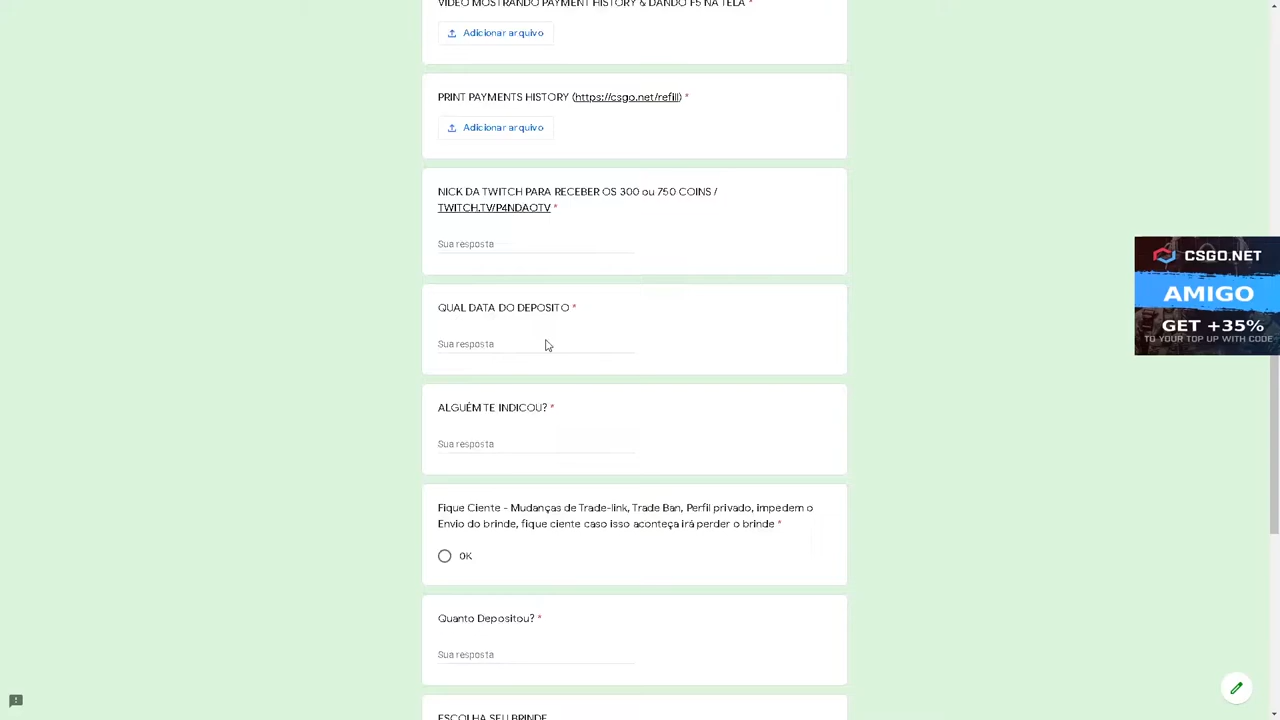 VIDEO MOSTRANDO PAYMENT HISTORY & DANDO F5 NA TELA *
Adicionar arquivo
PRINT PAYMENTS HISTORY (https://csgo.net/refill) *
Adicionar arquivo
NICK DA TWITCH PARA RECEBER OS 300 ou 750 COINS /
TWITCH.TV/P4NDAOTV *
Sua resposta
QUAL DATA DO DEPOSITO *
Sua resposta
ALGUÉM TE INDICOU? *
Sua resposta
Fique Ciente - Mudanças de Trade-link, Trade Ban, Perfil privado, impedem o
Envio do brinde, fique ciente caso isso aconteça irá perder o brinde *
OK
Quanto Depositou? *
Sua resposta
ESCOLHA SEU BRINDE
CSGO.NET
AMIGO
GET +35%
TO YOUR TOP UP WITH CODE